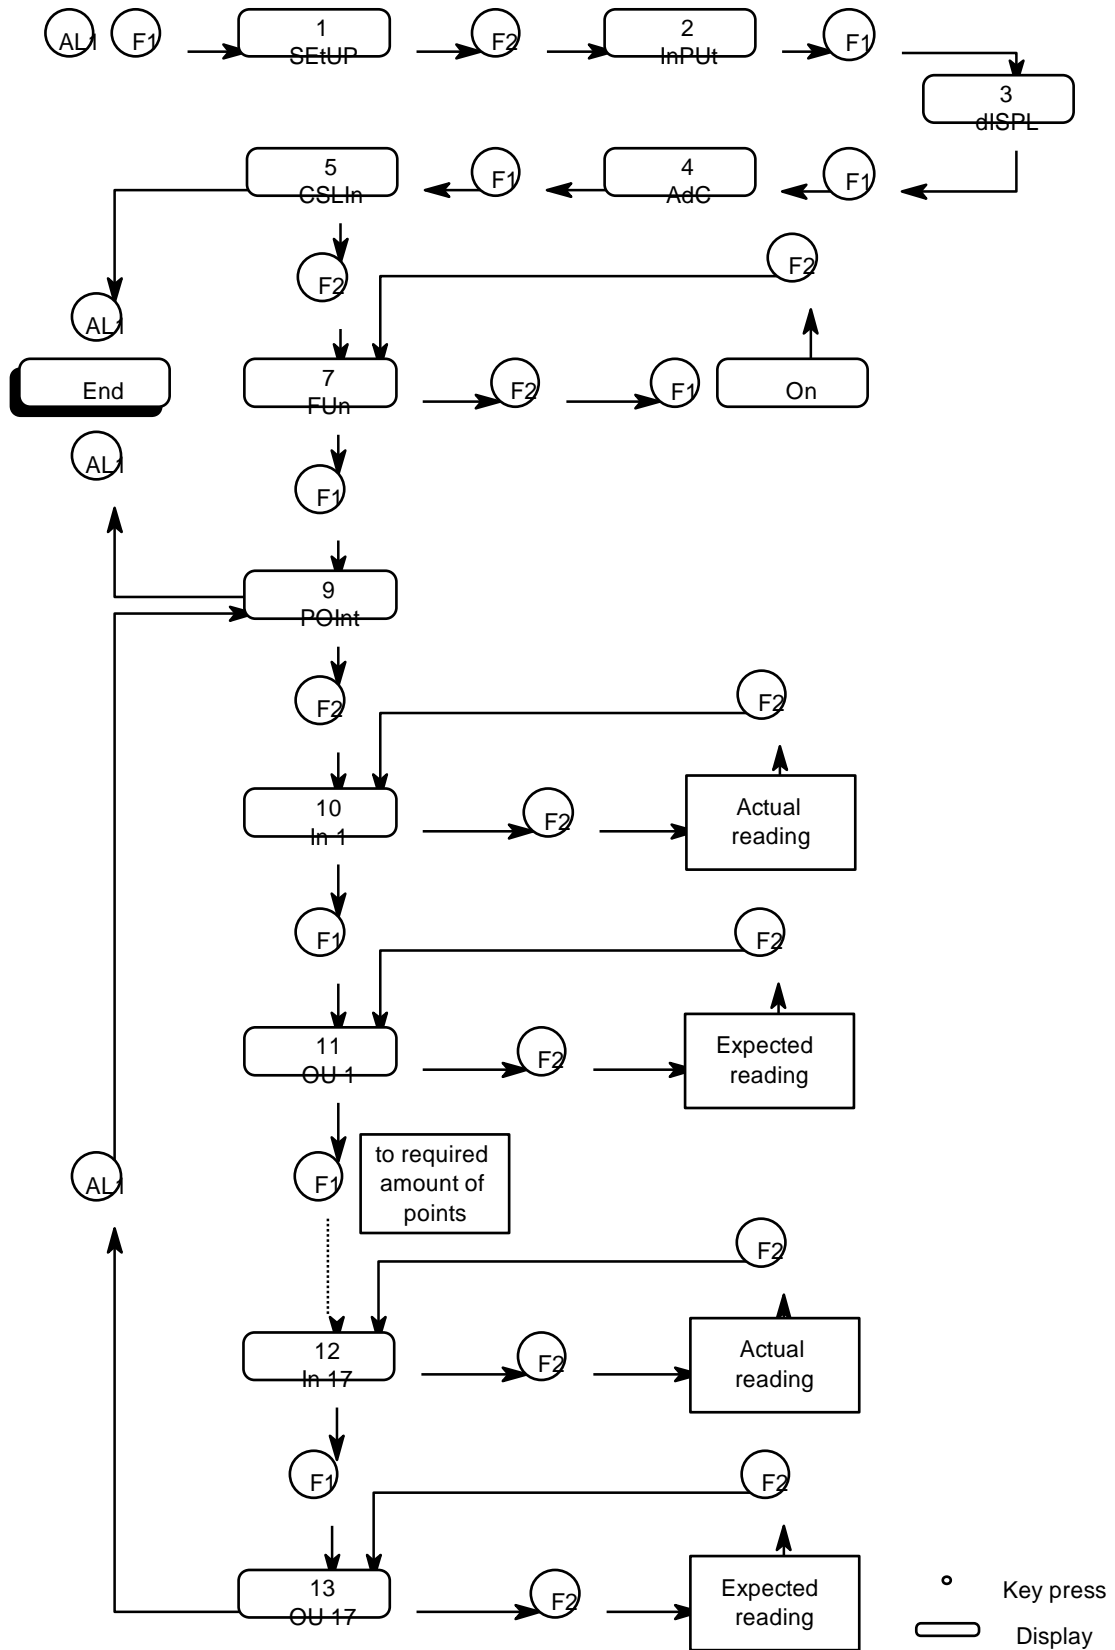 AL1 F1
1
SEtUP
F2
2
InPUt
F1
3
dISPL
F1
4
AdC
F1
5
CSLIn
F2
F2
AL1
End
AL1
7
FUn
F2
F1
On
F1
9
POInt
F2
F2
10
In 1
F2
Actual
reading
F1
F2
11
OU 1
F2
Expected
reading
AL1
F1
to required
amount of
points
F2
12
In 17
F2
Actual
reading
F1
F2
13
OU 17
F2
Expected
reading
Key press
Display